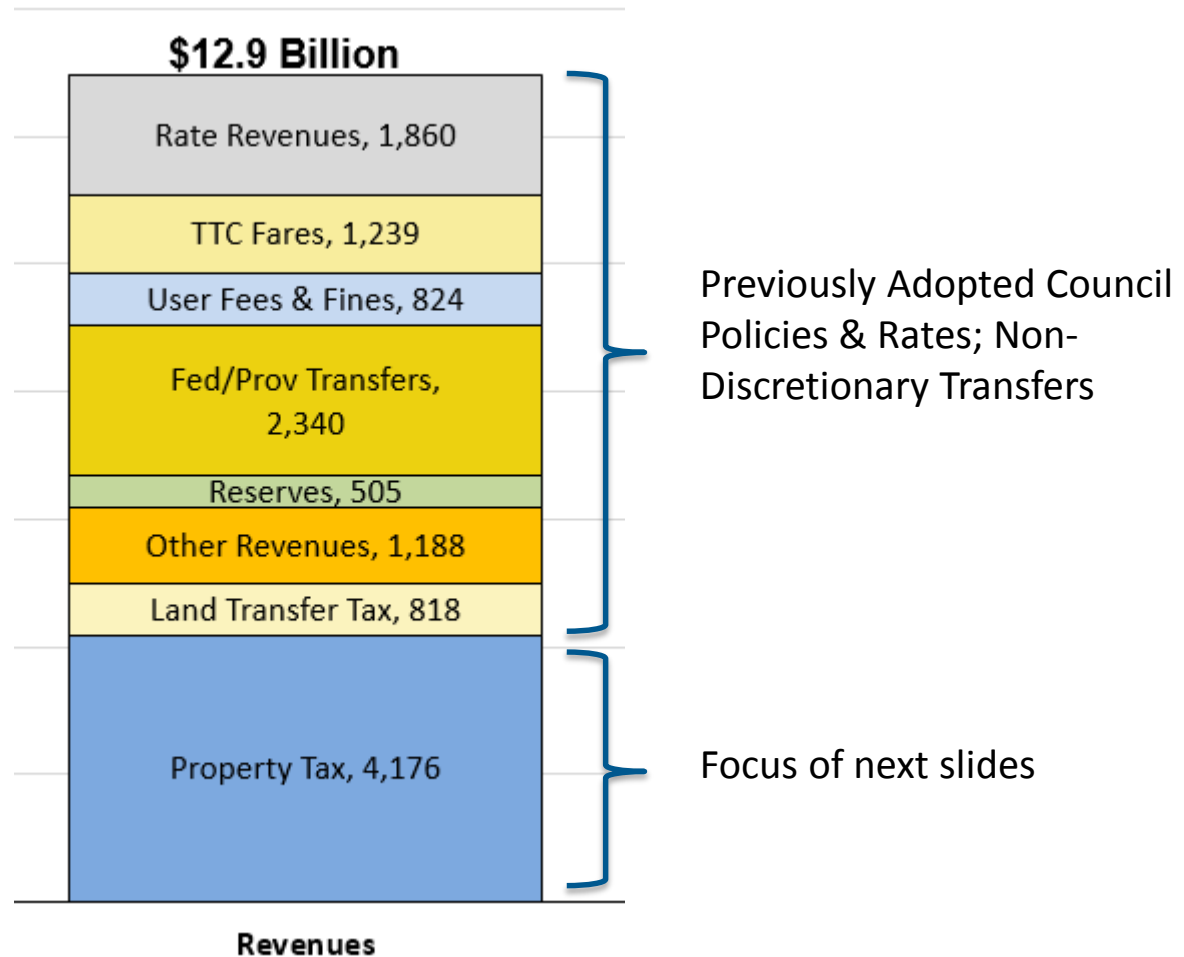 $12.9 Billion
Rate Revenues, 1,860
TTC Fares, 1,239
User Fees & Fines, 824
Fed/Prov Transfers,
2,340
Reserves, 505
Other Revenues, 1,188
Land Transfer Tax, 818
Property Tax, 4,176
Revenues
Previously Adopted Council
Policies & Rates; Non-
Discretionary Transfers
Focus of next slides